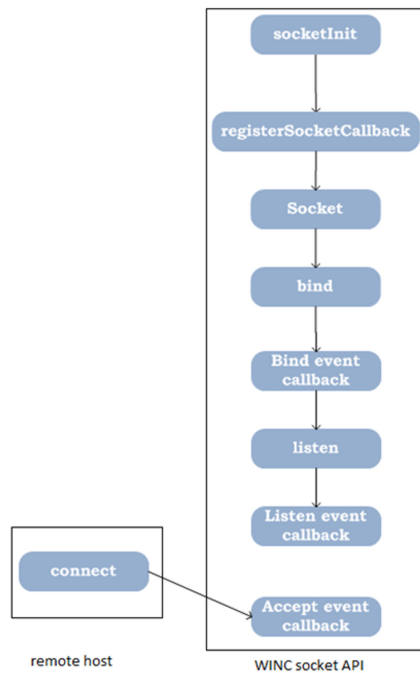 socketInit
registerSocketCallback
Socket
bind
Bind event
callback
listen
Listen event
callback
connect
Accept event
callback
remote host
WINC socket API